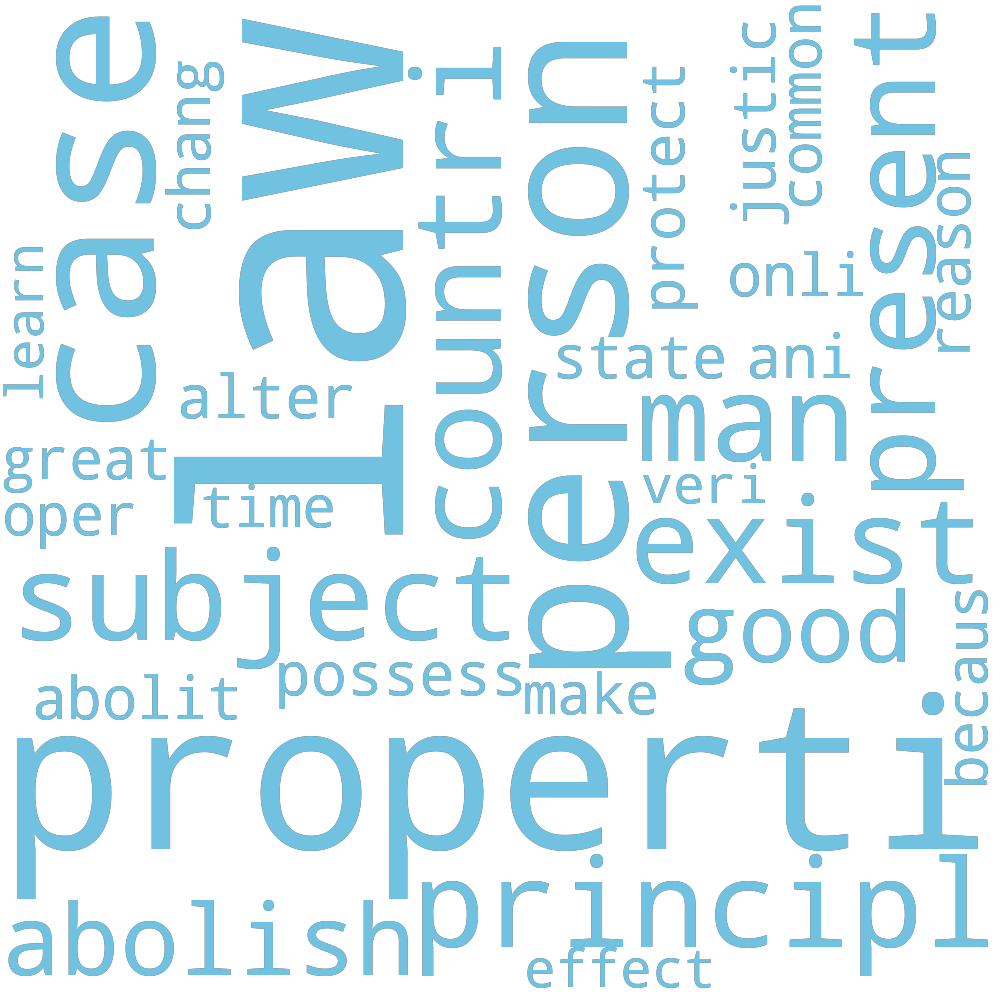 case
chang
law
countri
person
protect
justic
common
present
reason
learn
onli
state
ani
alter
man
great
veri
oper
time
exist
subject
good
becaus
possess
abolit
make
properti
principl
abolish
effect